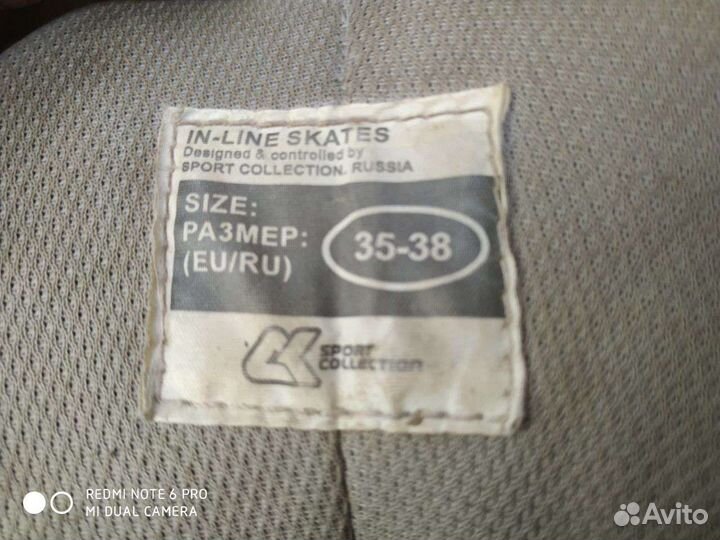 IN-LINE SKATES
Designed & controlled by
SPORT COLLECTION, RUSSIA
SIZE:
РАЗМЕР:
(EU/RU)
35-38
CK SPORT
COLLECTION
REDMI NOTE 6 PRO
MI DUAL CAMERA
Avito